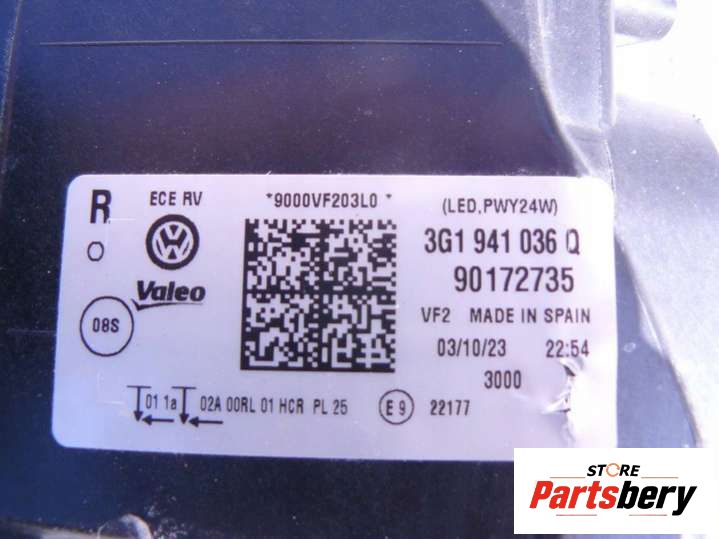 R
ECE RV
*9000VF203L0 *
(LED,PWY24W)
3G1 941 036 Q
Valeo
90172735
08S
VF2 MADE IN SPAIN
03/10/23 22:54
3000
01 1a 02A 00RL 01 HCR PL 25 E9 22177
STORE
Partsbery